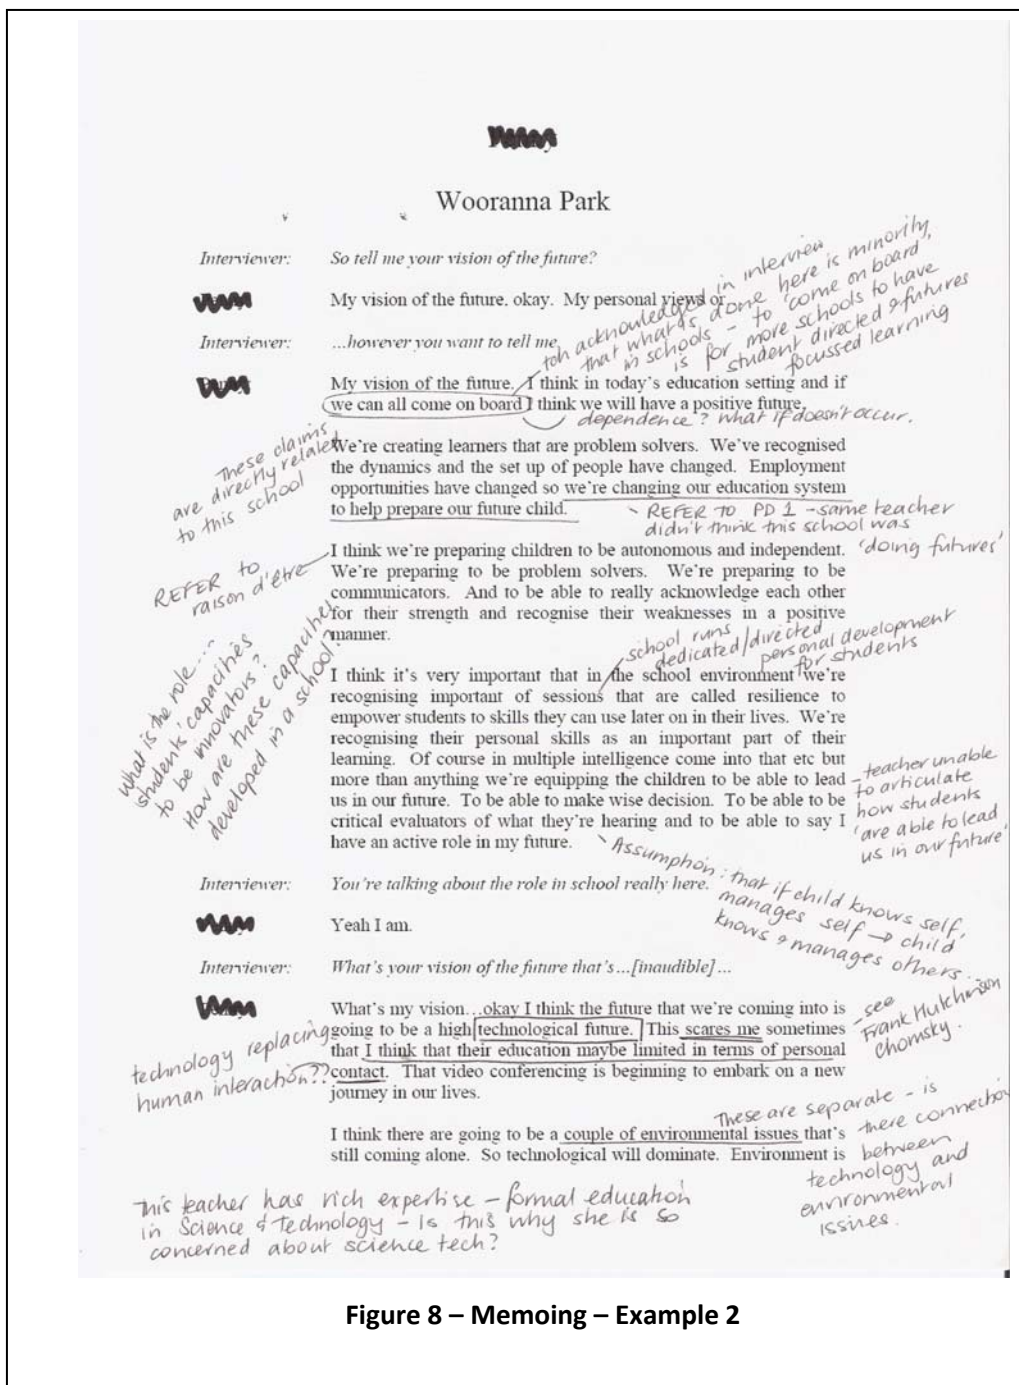 Wooranna Park
Interviewer: So tell me your vision of the future?
My vision of the future. okay. My personal views or
Interviewer: ...however you want to tell me
tch acknowledged in interview
that what's done here is minority
in schools - to 'come on board'
is for more schools to have
student directed & futures
focussed learning
My vision of the future. I think in today's education setting and if
we can all come on board I think we will have a positive future.
dependence? what if doesn't occur.
These claims
are directly related
to this school
We're creating learners that are problem solvers. We've recognised
the dynamics and the set up of people have changed. Employment
opportunities have changed so we're changing our education system
to help prepare our future child.
- REFER TO PD 1 - same teacher
didn't think this school was
'doing futures'
REFER to
raison d'être
I think we're preparing children to be autonomous and independent.
We're preparing to be problem solvers. We're preparing to be
communicators. And to be able to really acknowledge each other
for their strength and recognise their weaknesses in a positive
manner.
school runs
dedicated/directed
personal development
for students
What is the role...
students' capacities
to be innovators?
How are these capacities
developed in a school?
I think it's very important that in the school environment we're
recognising important of sessions that are called resilience to
empower students to skills they can use later on in their lives. We're
recognising their personal skills as an important part of their
learning. Of course in multiple intelligence come into that etc but
more than anything we're equipping the children to be able to lead
us in our future. To be able to make wise decision. To be able to be
critical evaluators of what they're hearing and to be able to say I
have an active role in my future.
- teacher unable
to articulate
how students
'are able to lead
us in our future'
Assumption: that if child knows self,
manages self → child
knows & manages others.
Interviewer: You're talking about the role in school really here.
Yeah I am.
Interviewer: What's your vision of the future that's...[inaudible]...
What's my vision...okay I think the future that we're coming into is
going to be a high technological future. This scares me sometimes
that I think that their education maybe limited in terms of personal
contact. That video conferencing is beginning to embark on a new
journey in our lives.
- see
Frank Hutchinson
Chomsky.
technology replacing
human interaction??
These are separate - is
there connection
between
technology and
environmental
issues.
I think there are going to be a couple of environmental issues that's
still coming alone. So technological will dominate. Environment is
This teacher has rich expertise - formal education
in Science & Technology - Is this why she is so
concerned about science tech?
Figure 8 – Memoing – Example 2